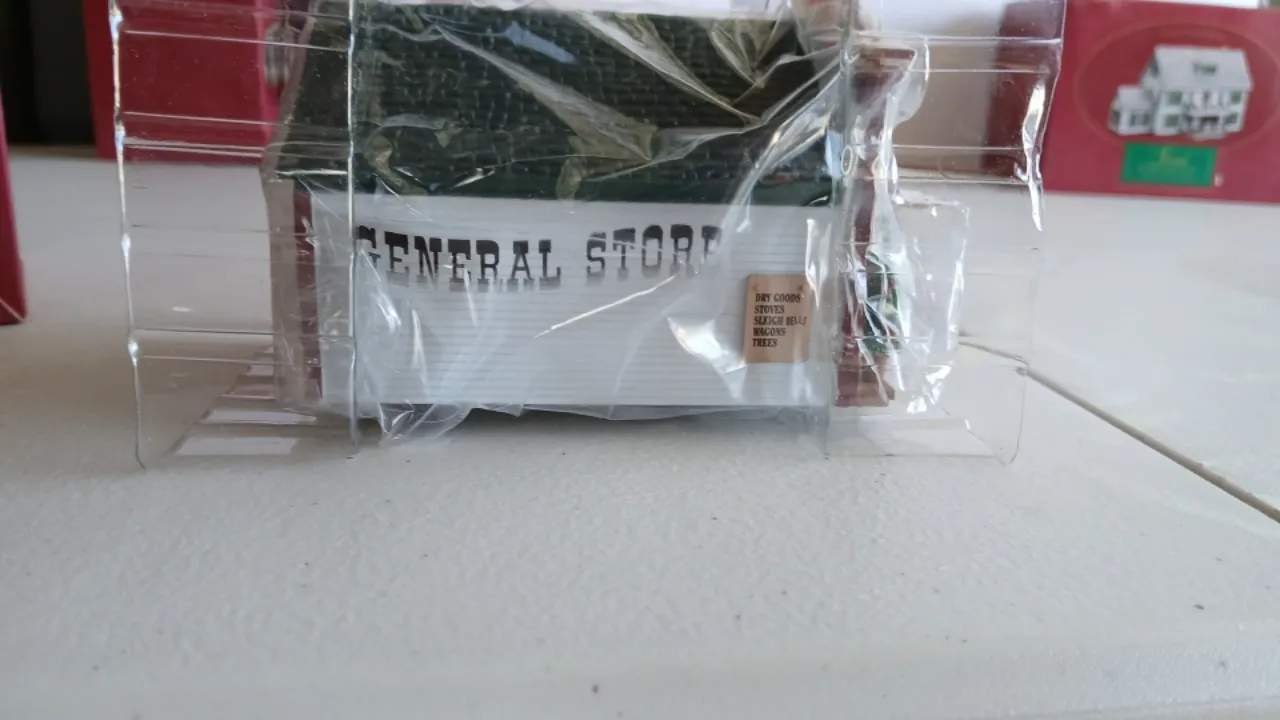 GENERAL STORE
DRY GOODS
STOVES
SLEIGH BELLS
WAGONS
TREES